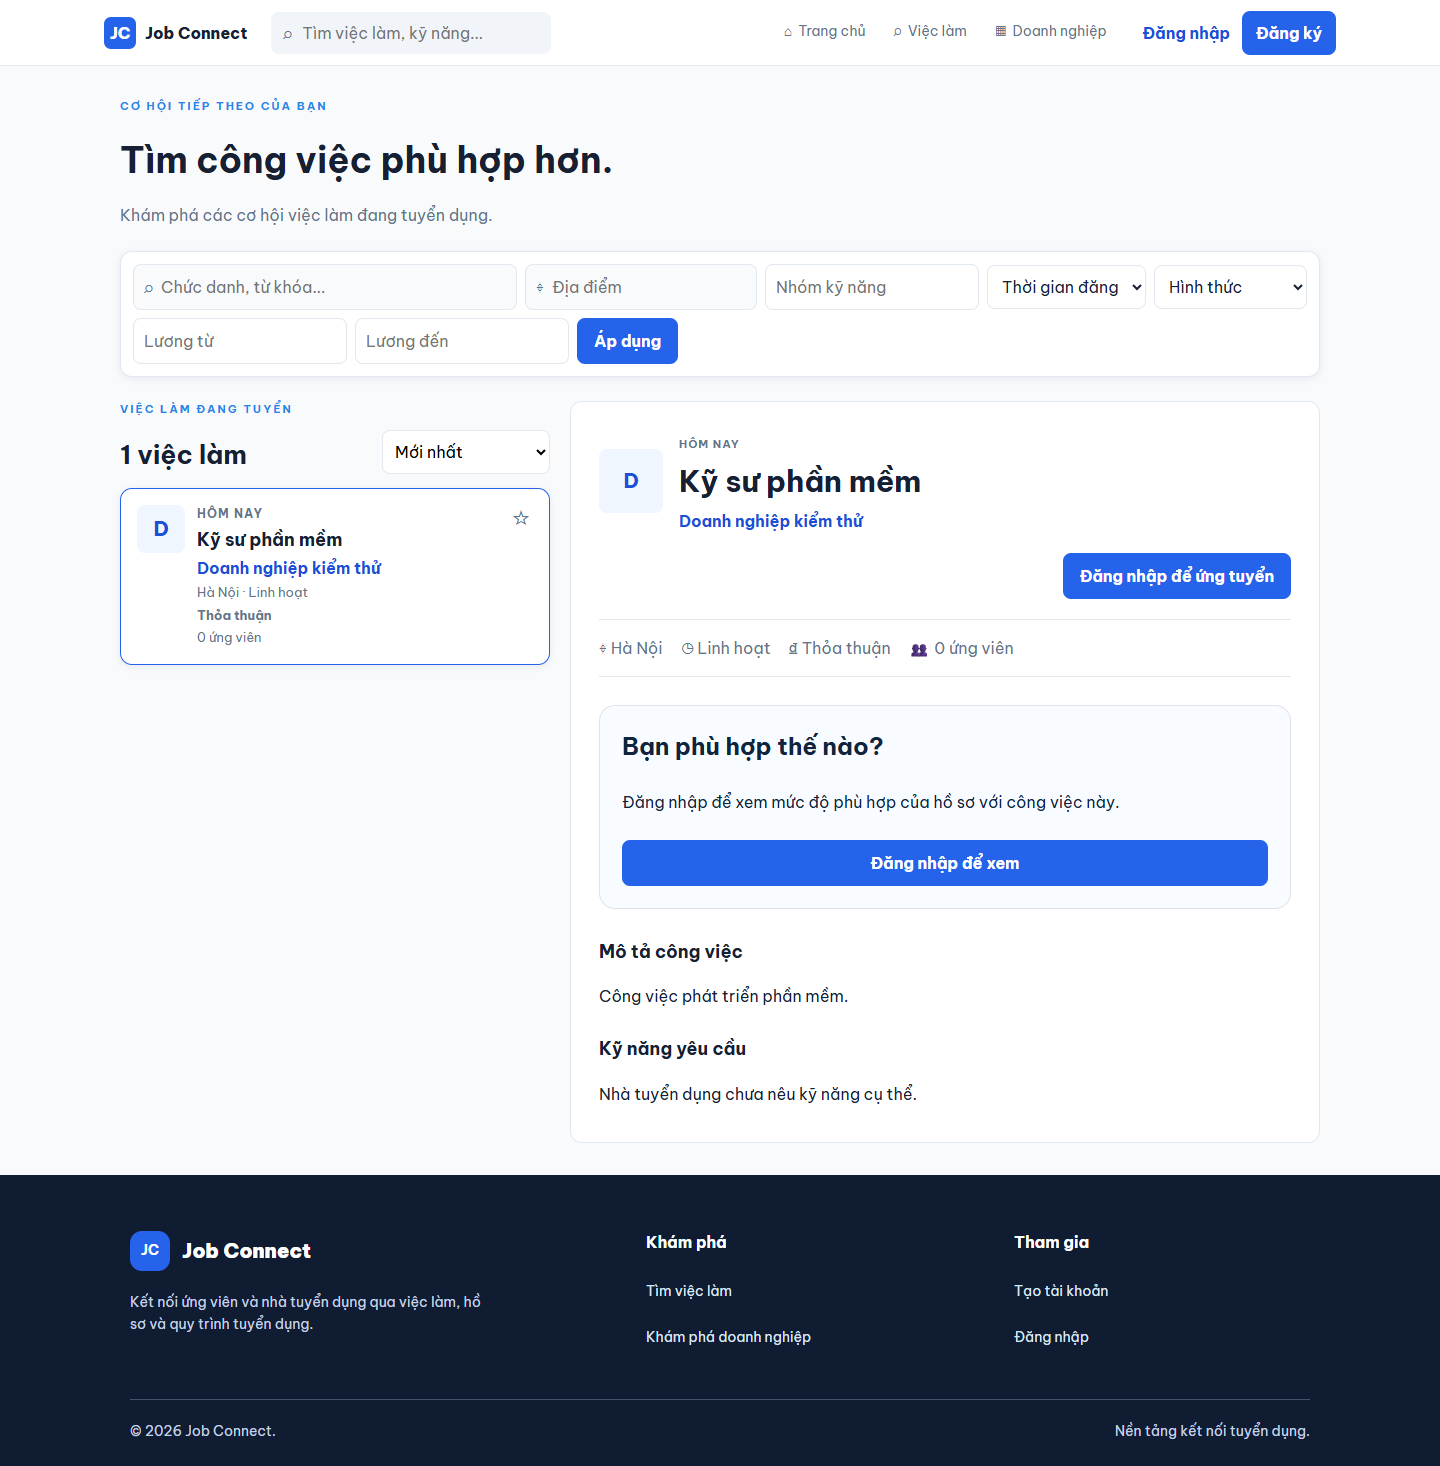 JC Job Connect
Tìm việc làm, kỹ năng...
Trang chủ
Việc làm
Doanh nghiệp
Đăng nhập
Đăng ký
CƠ HỘI TIẾP THEO CỦA BẠN
Tìm công việc phù hợp hơn.
Khám phá các cơ hội việc làm đang tuyển dụng.
Chức danh, từ khóa...
Địa điểm
Nhóm kỹ năng
Thời gian đăng
Hình thức
Lương từ
Lương đến
Áp dụng
VIỆC LÀM ĐANG TUYỂN
1 việc làm
Mới nhất
D
HÔM NAY
Kỹ sư phần mềm
Doanh nghiệp kiểm thử
Hà Nội · Linh hoạt
Thỏa thuận
0 ứng viên
D
HÔM NAY
Kỹ sư phần mềm
Doanh nghiệp kiểm thử
Đăng nhập để ứng tuyển
Hà Nội
Linh hoạt
₫ Thỏa thuận
0 ứng viên
Bạn phù hợp thế nào?
Đăng nhập để xem mức độ phù hợp của hồ sơ với công việc này.
Đăng nhập để xem
Mô tả công việc
Công việc phát triển phần mềm.
Kỹ năng yêu cầu
Nhà tuyển dụng chưa nêu kỹ năng cụ thể.
JC Job Connect
Kết nối ứng viên và nhà tuyển dụng qua việc làm, hồ
sơ và quy trình tuyển dụng.
Khám phá
Tìm việc làm
Khám phá doanh nghiệp
Tham gia
Tạo tài khoản
Đăng nhập
© 2026 Job Connect.
Nền tảng kết nối tuyển dụng.